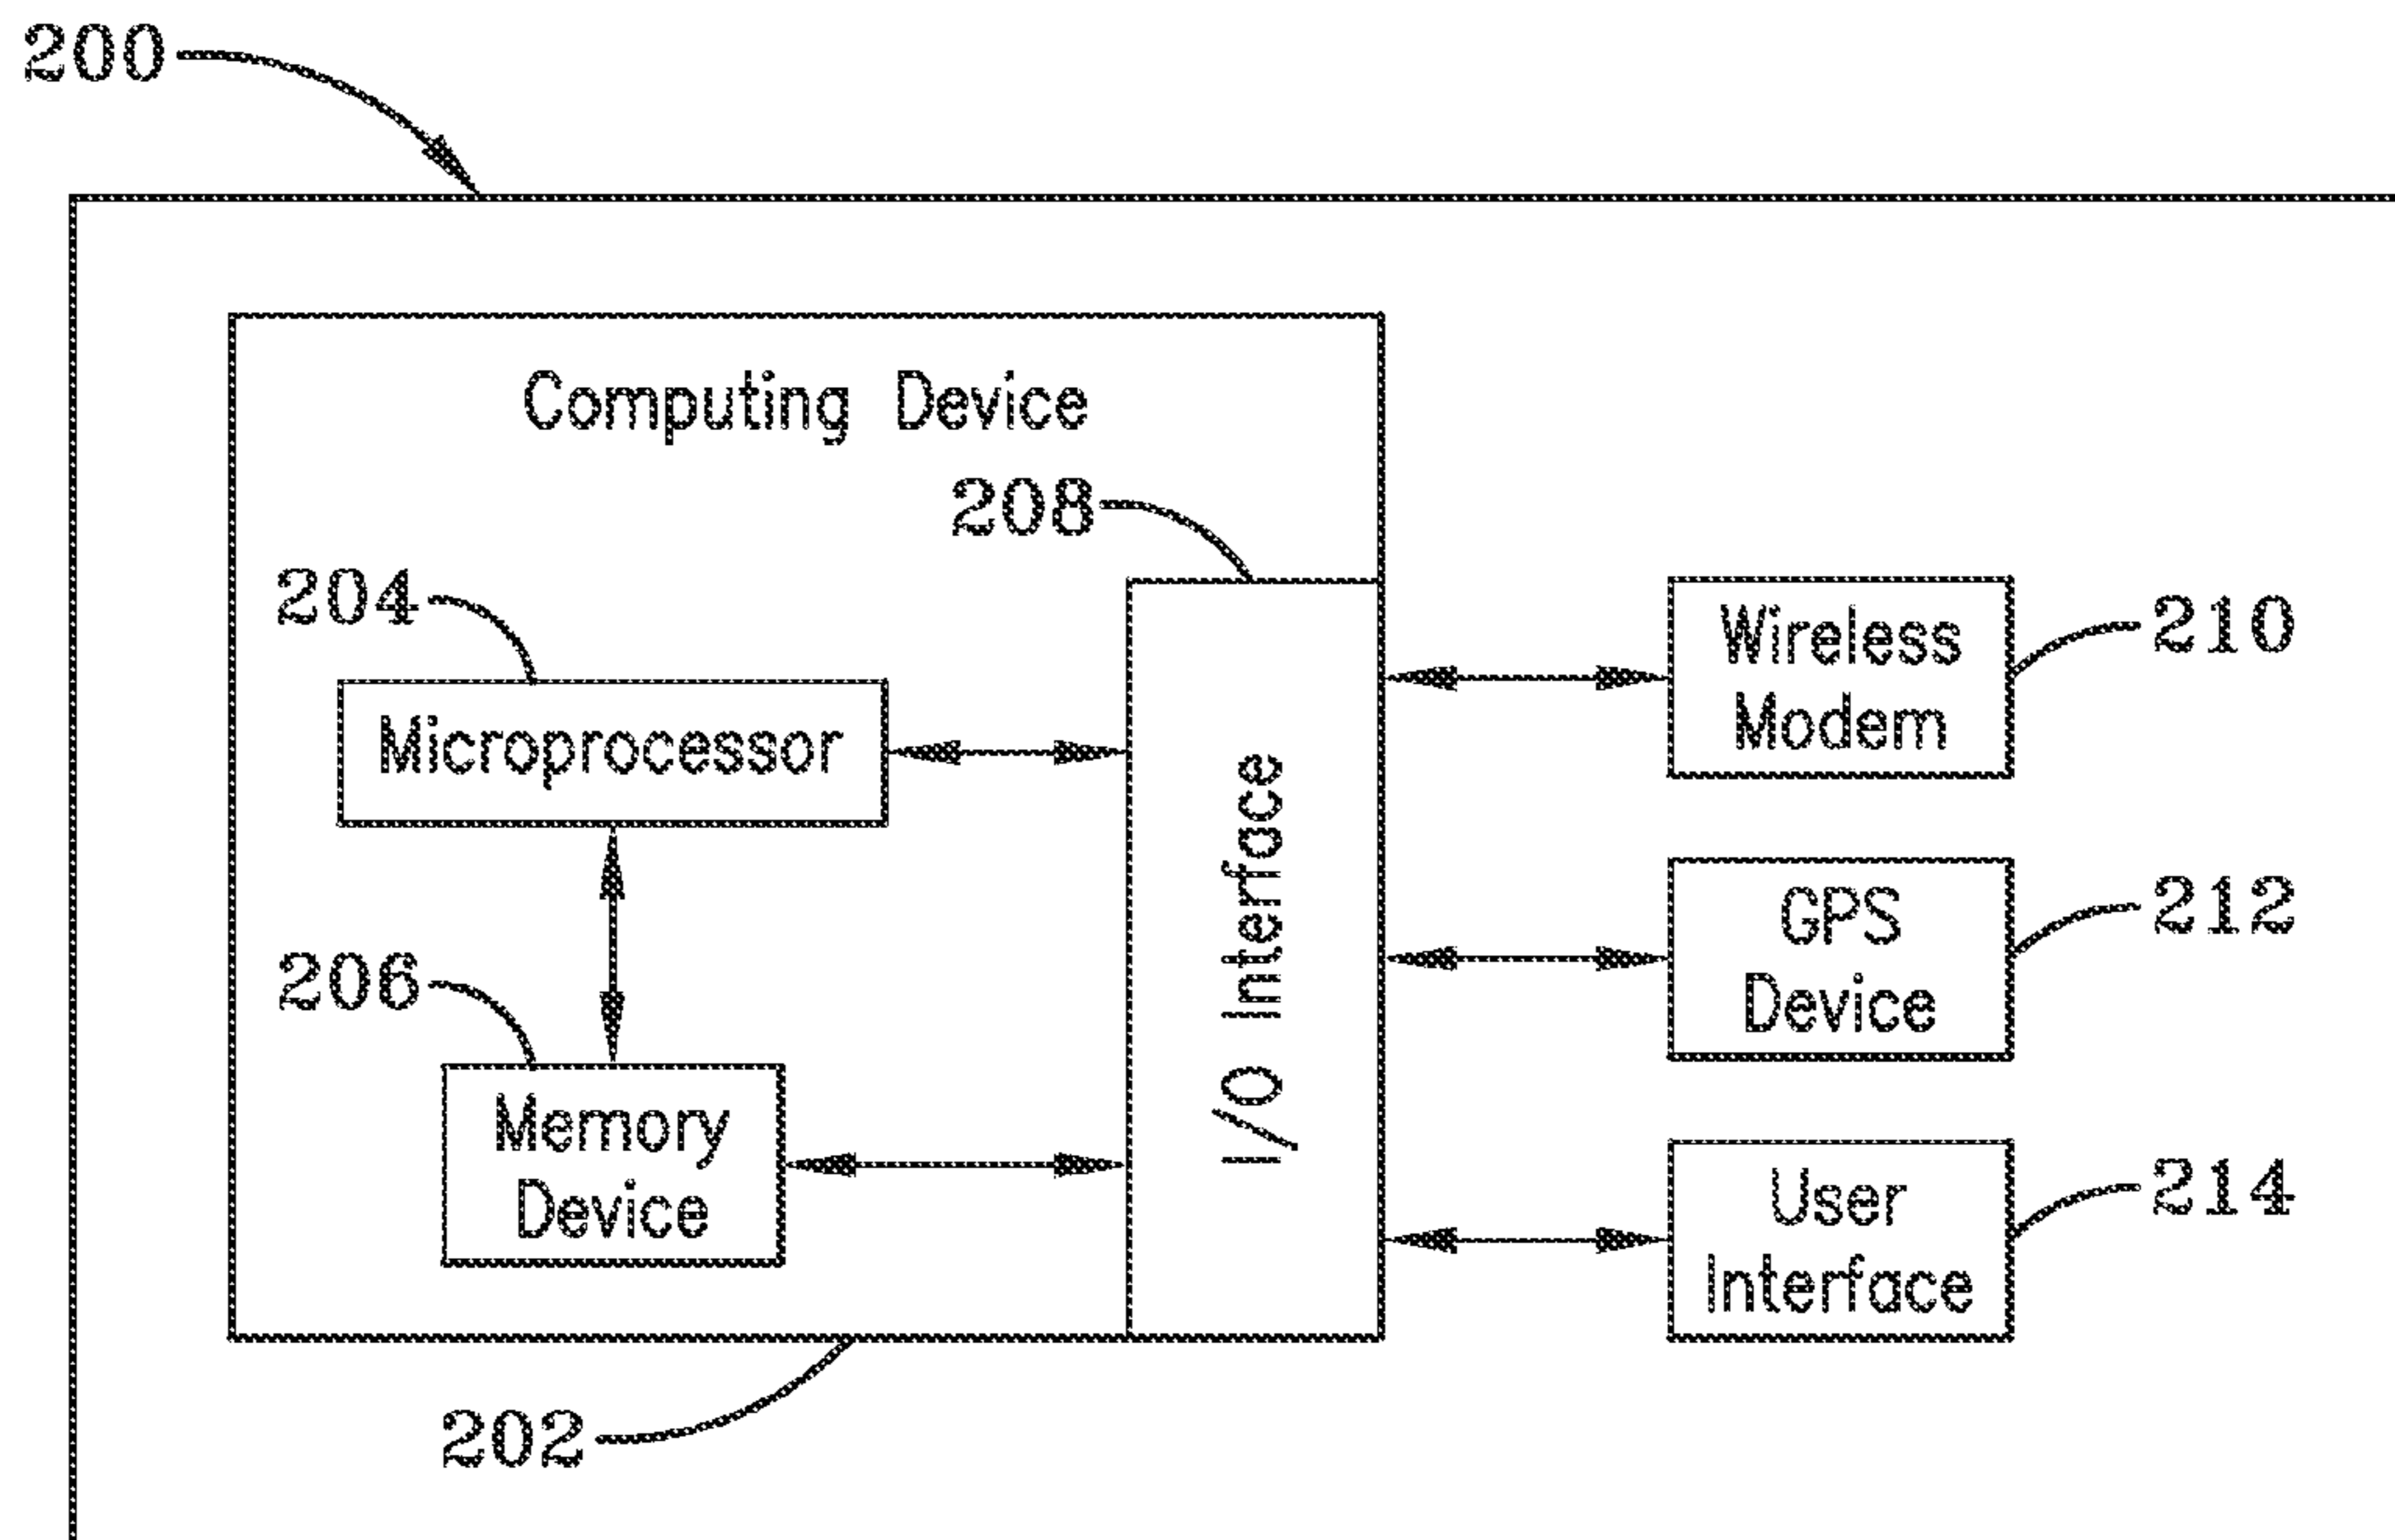 200
Computing Device
208
204
Wireless
Modem
210
Microprocessor
I/O Interface
GPS
Device
212
206
Memory
Device
User
Interface
214
202